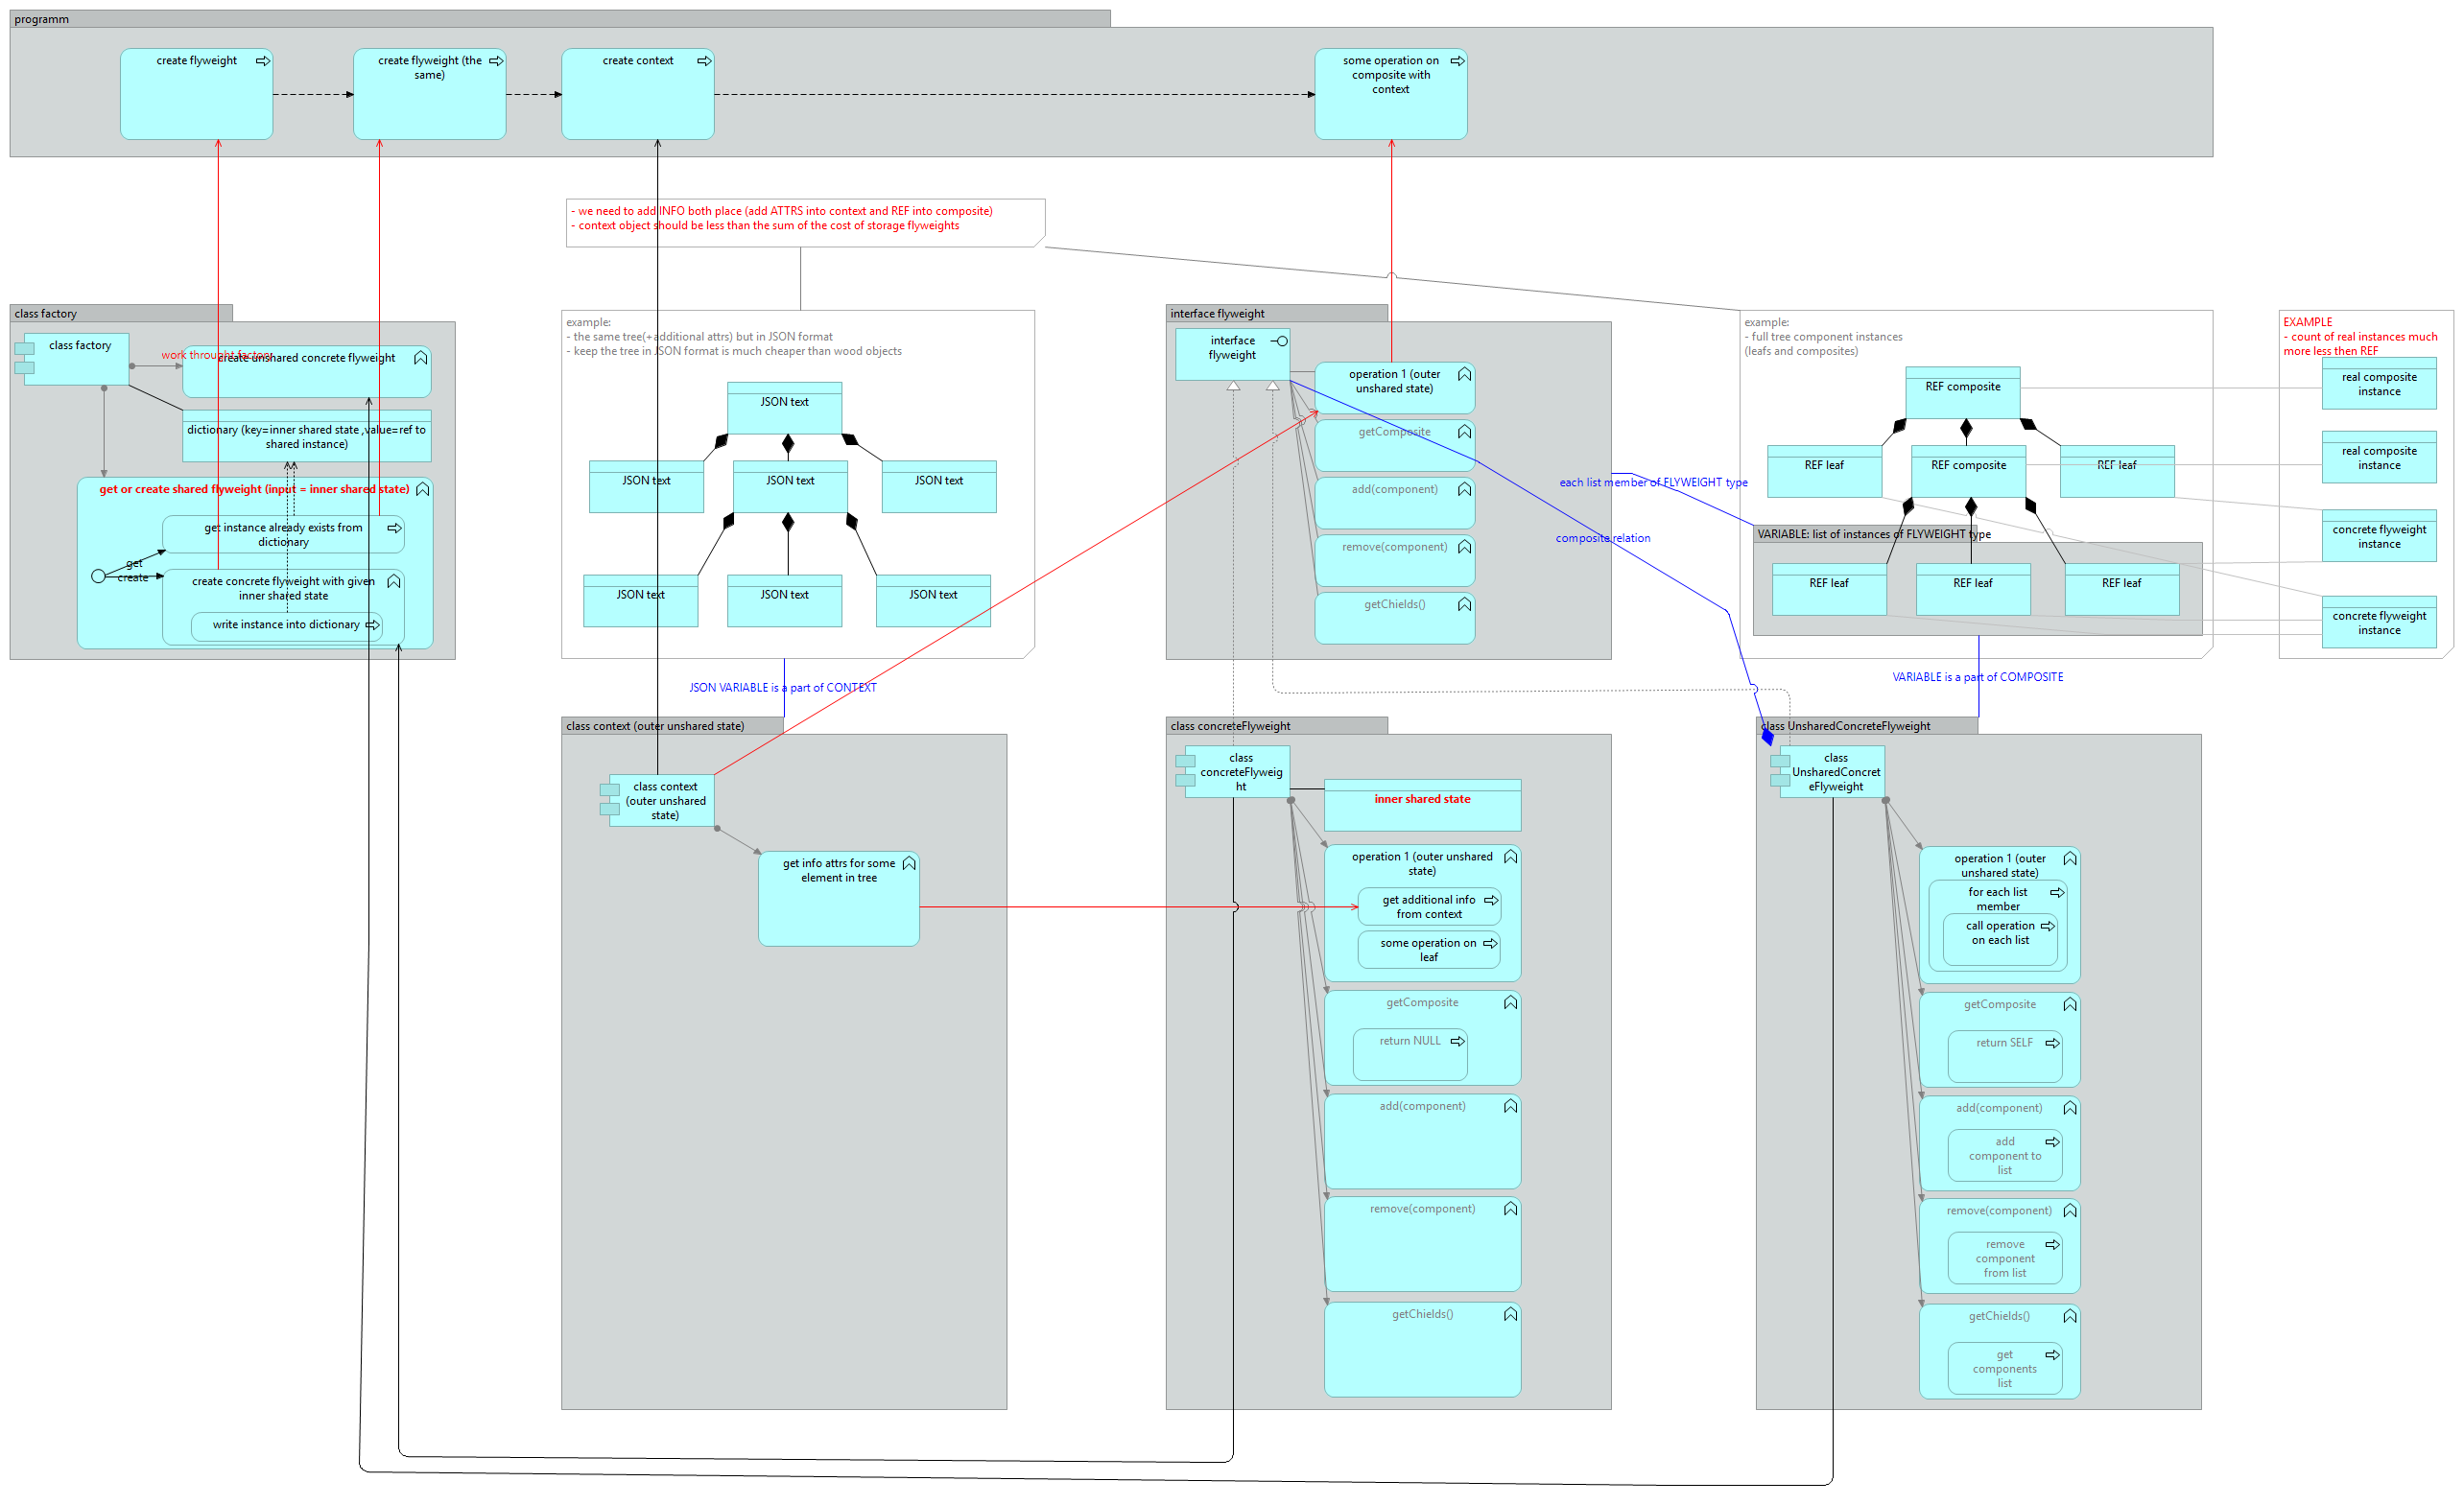 programm
create flyweight
create flyweight (the
same)
create context
some operation on
composite with
context
- we need to add INFO both place (add ATTRS into context and REF into composite)
- context object should be less than the sum of the cost of storage flyweights
class factory
class factory
work throught factory
create unshared concrete flyweight
dictionary (key=inner shared state ,value=ref to
shared instance)
get or create shared flyweight (input = inner shared state)
get instance already exists from
dictionary
get
create
create concrete flyweight with given
inner shared state
write instance into dictionary
example:
- the same tree(+additional attrs) but in JSON format
- keep the tree in JSON format is much cheaper than wood objects
JSON text
JSON text
JSON text
JSON text
JSON text
JSON text
JSON text
JSON VARIABLE is a part of CONTEXT
interface flyweight
interface
flyweight
operation 1 (outer
unshared state)
getComposite
add(component)
remove(component)
getChields()
each list member of FLYWEIGHT type
composite relation
example:
- full tree component instances
(leafs and composites)
REF composite
REF leaf
REF composite
REF leaf
VARIABLE: list of instances of FLYWEIGHT type
REF leaf
REF leaf
REF leaf
VARIABLE is a part of COMPOSITE
EXAMPLE
- count of real instances much
more less then REF
real composite
instance
real composite
instance
concrete flyweight
instance
concrete flyweight
instance
class context (outer unshared state)
class context
(outer unshared
state)
get info attrs for some
element in tree
class concreteFlyweight
class
concreteFlyweig
ht
inner shared state
operation 1 (outer unshared
state)
get additional info
from context
some operation on
leaf
getComposite
return NULL
add(component)
remove(component)
getChields()
class UnsharedConcreteFlyweight
class
UnsharedConcret
eFlyweight
operation 1 (outer
unshared state)
for each list
member
call operation
on each list
getComposite
return SELF
add(component)
add
component to
list
remove(component)
remove
component
from list
getChields()
get
components
list